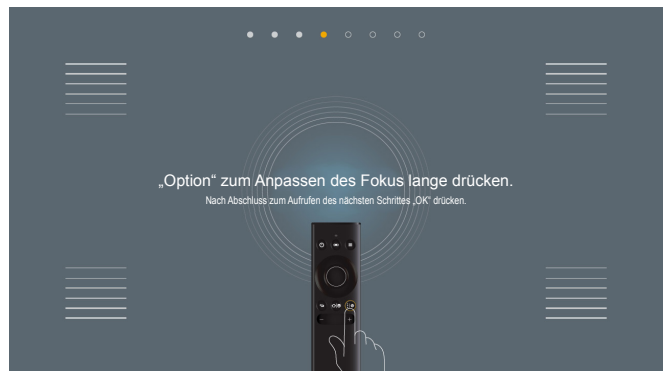 „Option“ zum Anpassen des Fokus lange drücken.
Nach Abschluss zum Aufrufen des nächsten Schrittes „OK“ drücken.